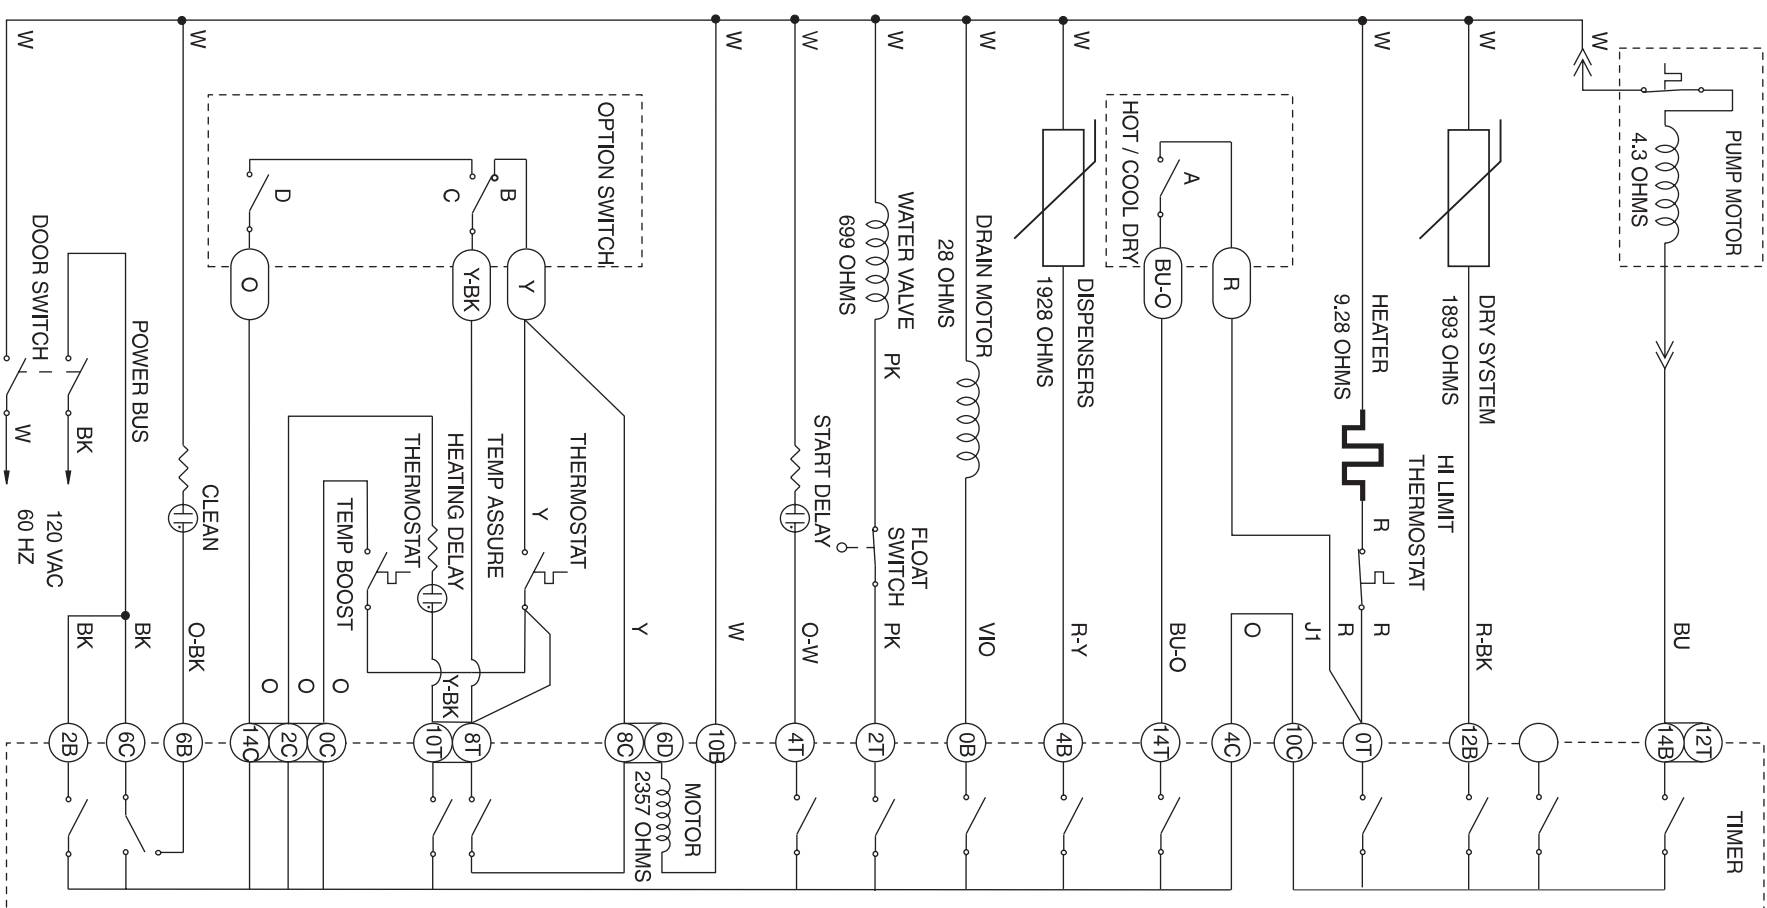 W
W
W
W
W
W
W
W
W
W
PUMP MOTOR
4.3 OHMS
OPTION SWITCH
HOT / COOL DRY
A
B
C
D
O
Y-BK
Y
BU-O
R
DOOR SWITCH
POWER BUS
W
BK
120 VAC
60 HZ
CLEAN
WATER VALVE
699 OHMS
PK
DRAIN MOTOR
28 OHMS
DISPENSERS
1928 OHMS
HEATER
9.28 OHMS
DRY SYSTEM
1893 OHMS
HI LIMIT
THERMOSTAT
R
THERMOSTAT
TEMP ASSURE
HEATING DELAY
THERMOSTAT
TEMP BOOST
Y
START DELAY
FLOAT
SWITCH
BK
BK
O-BK
O
O
O
Y-BK
Y
W
O-W
PK
VIO
R-Y
BU-O
O
J1
R
R
R-BK
BU
2B
6C
6B
14C
2C
0C
10T
8T
8C
6D
10B
4T
2T
0B
4B
14T
4C
10C
0T
12B
14B
12T
MOTOR
2357 OHMS
TIMER